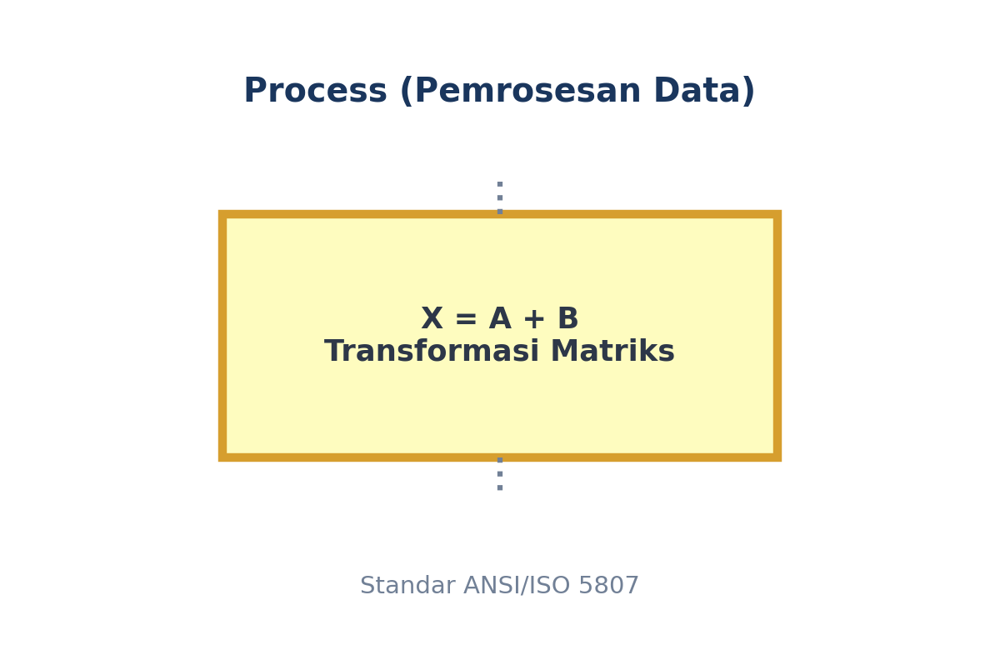 Process (Pemrosesan Data)
X = A + B
Transformasi Matriks
Standar ANSI/ISO 5807